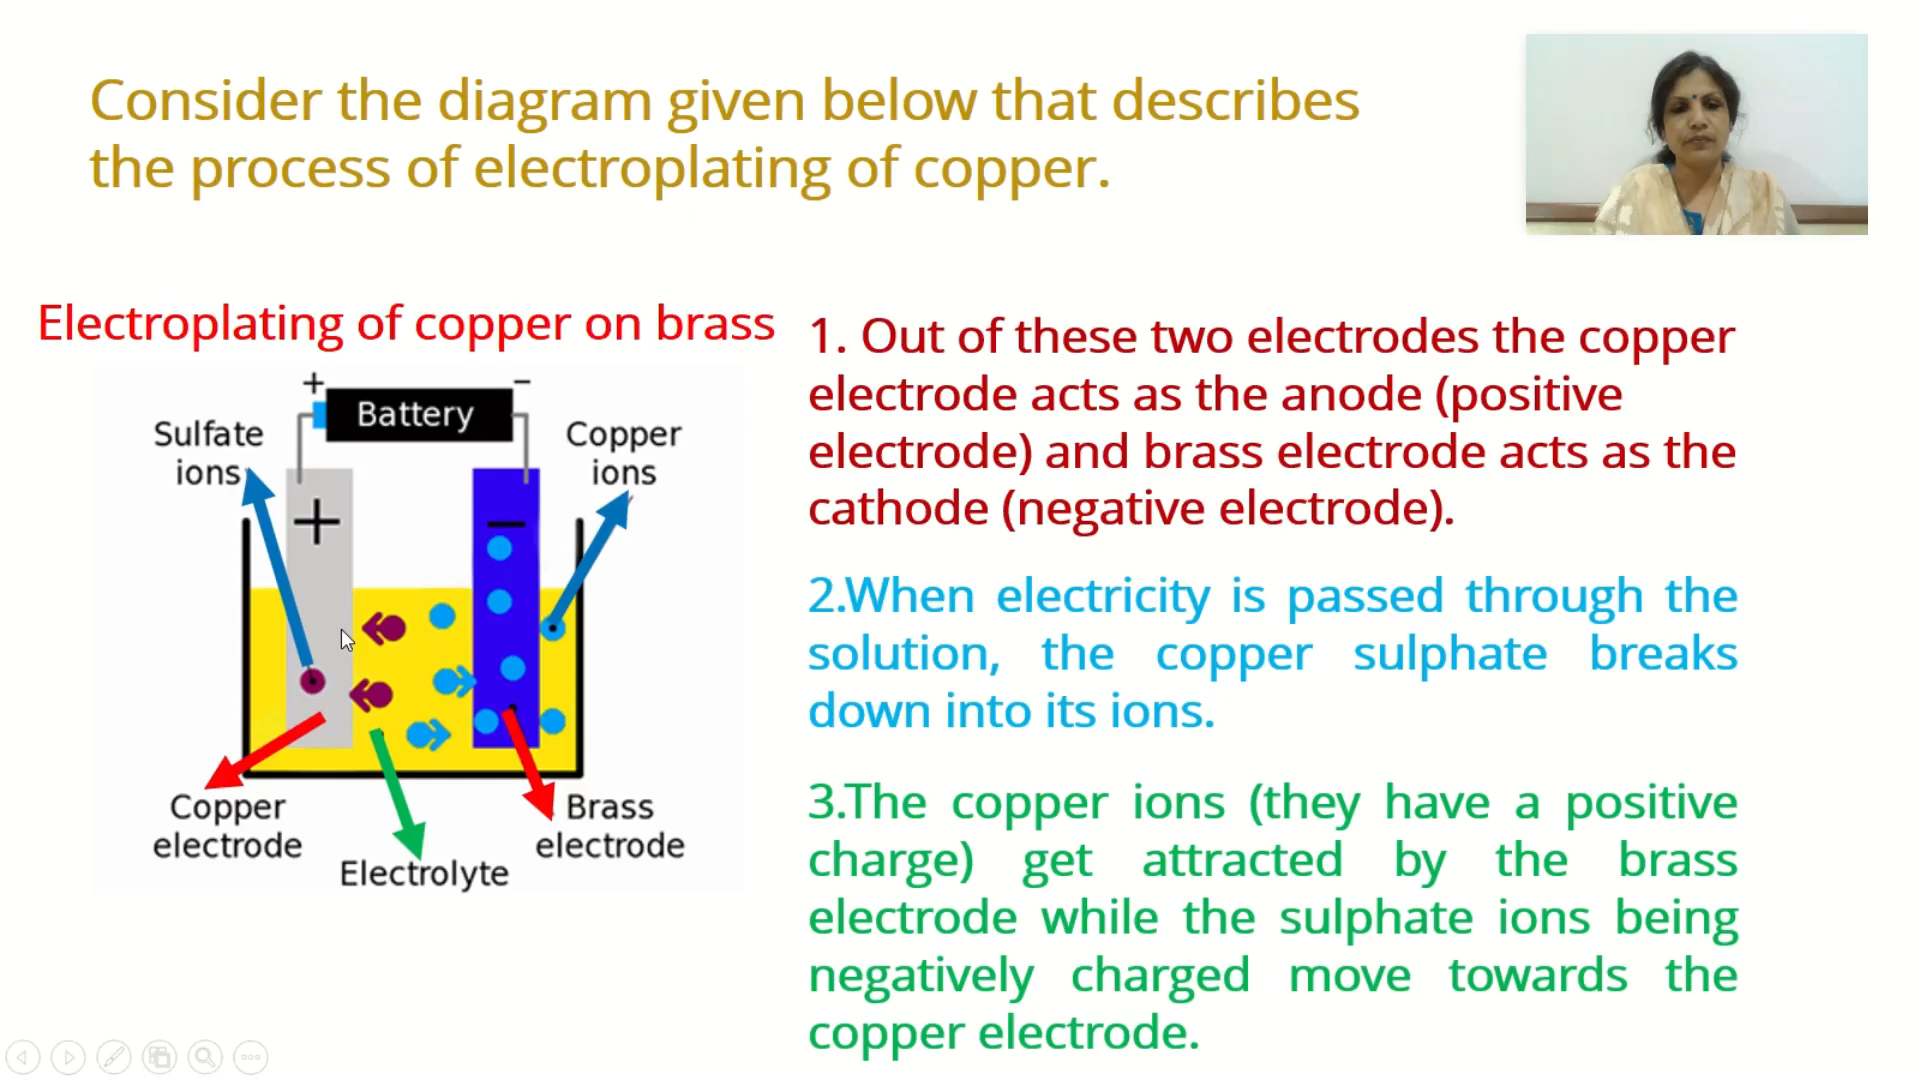 Consider the diagram given below that describes
the process of electroplating of copper.
Electroplating of copper on brass
+ −
Battery
Sulfate
ions
Copper
ions
+ −
Copper
electrode
Electrolyte
Brass
electrode
1. Out of these two electrodes the copper
electrode acts as the anode (positive
electrode) and brass electrode acts as the
cathode (negative electrode).
2.When electricity is passed through the
solution, the copper sulphate breaks
down into its ions.
3.The copper ions (they have a positive
charge) get attracted by the brass
electrode while the sulphate ions being
negatively charged move towards the
copper electrode.